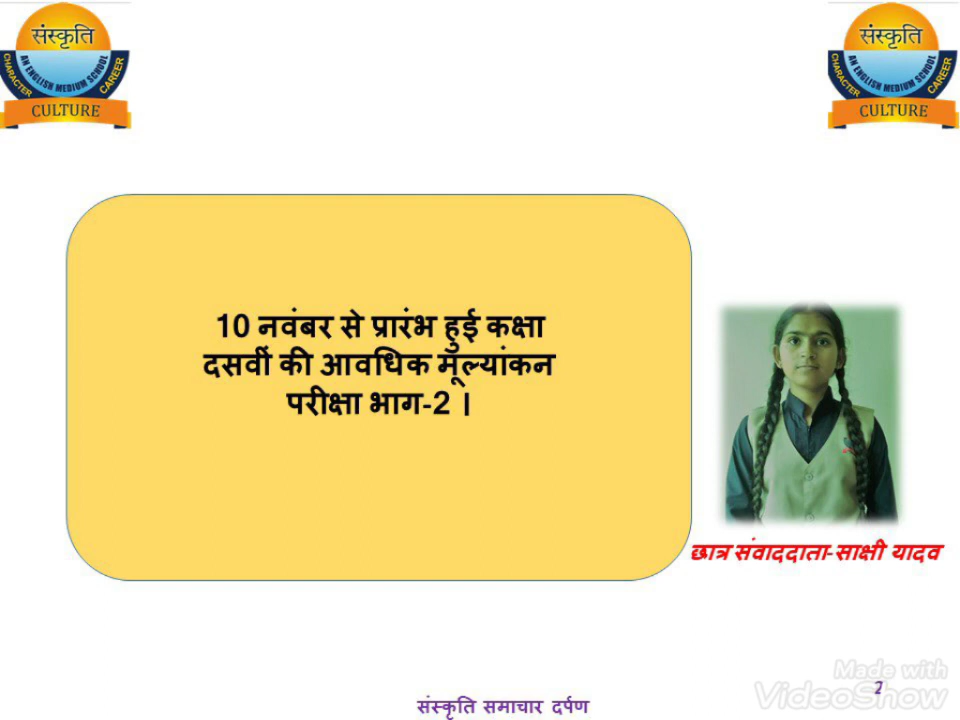 संस्कृति
AN ENGLISH MEDIUM SCHOOL
CHARACTER
CAREER
CULTURE
संस्कृति
AN ENGLISH MEDIUM SCHOOL
CHARACTER
CAREER
CULTURE
10 नवंबर से प्रारंभ हुई कक्षा
दसवीं की आवधिक मूल्यांकन
परीक्षा भाग-2 ।
छात्र संवाददाता-साक्षी यादव
संस्कृति समाचार दर्पण
2
Made with
VideoShow